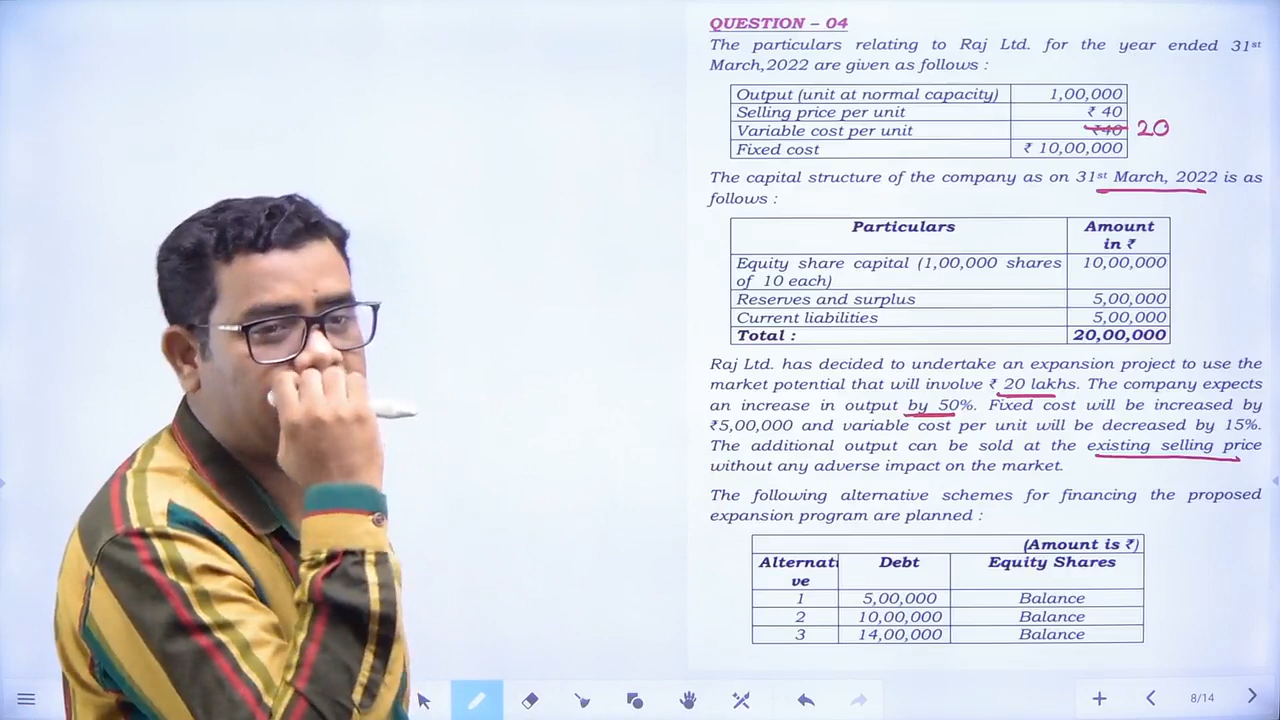 QUESTION – 04
The particulars relating to Raj Ltd. for the year ended 31st
March,2022 are given as follows :
Output (unit at normal capacity) 1,00,000
Selling price per unit ₹ 40
Variable cost per unit ₹40 20
Fixed cost ₹ 10,00,000
The capital structure of the company as on 31st March, 2022 is as
follows :
Particulars Amount
in ₹
Equity share capital (1,00,000 shares 10,00,000
of 10 each)
Reserves and surplus 5,00,000
Current liabilities 5,00,000
Total : 20,00,000
Raj Ltd. has decided to undertake an expansion project to use the
market potential that will involve ₹ 20 lakhs. The company expects
an increase in output by 50%. Fixed cost will be increased by
₹5,00,000 and variable cost per unit will be decreased by 15%.
The additional output can be sold at the existing selling price
without any adverse impact on the market.
The following alternative schemes for financing the proposed
expansion program are planned :
(Amount is ₹)
Alternati Debt Equity Shares
ve
1 5,00,000 Balance
2 10,00,000 Balance
3 14,00,000 Balance
8/14